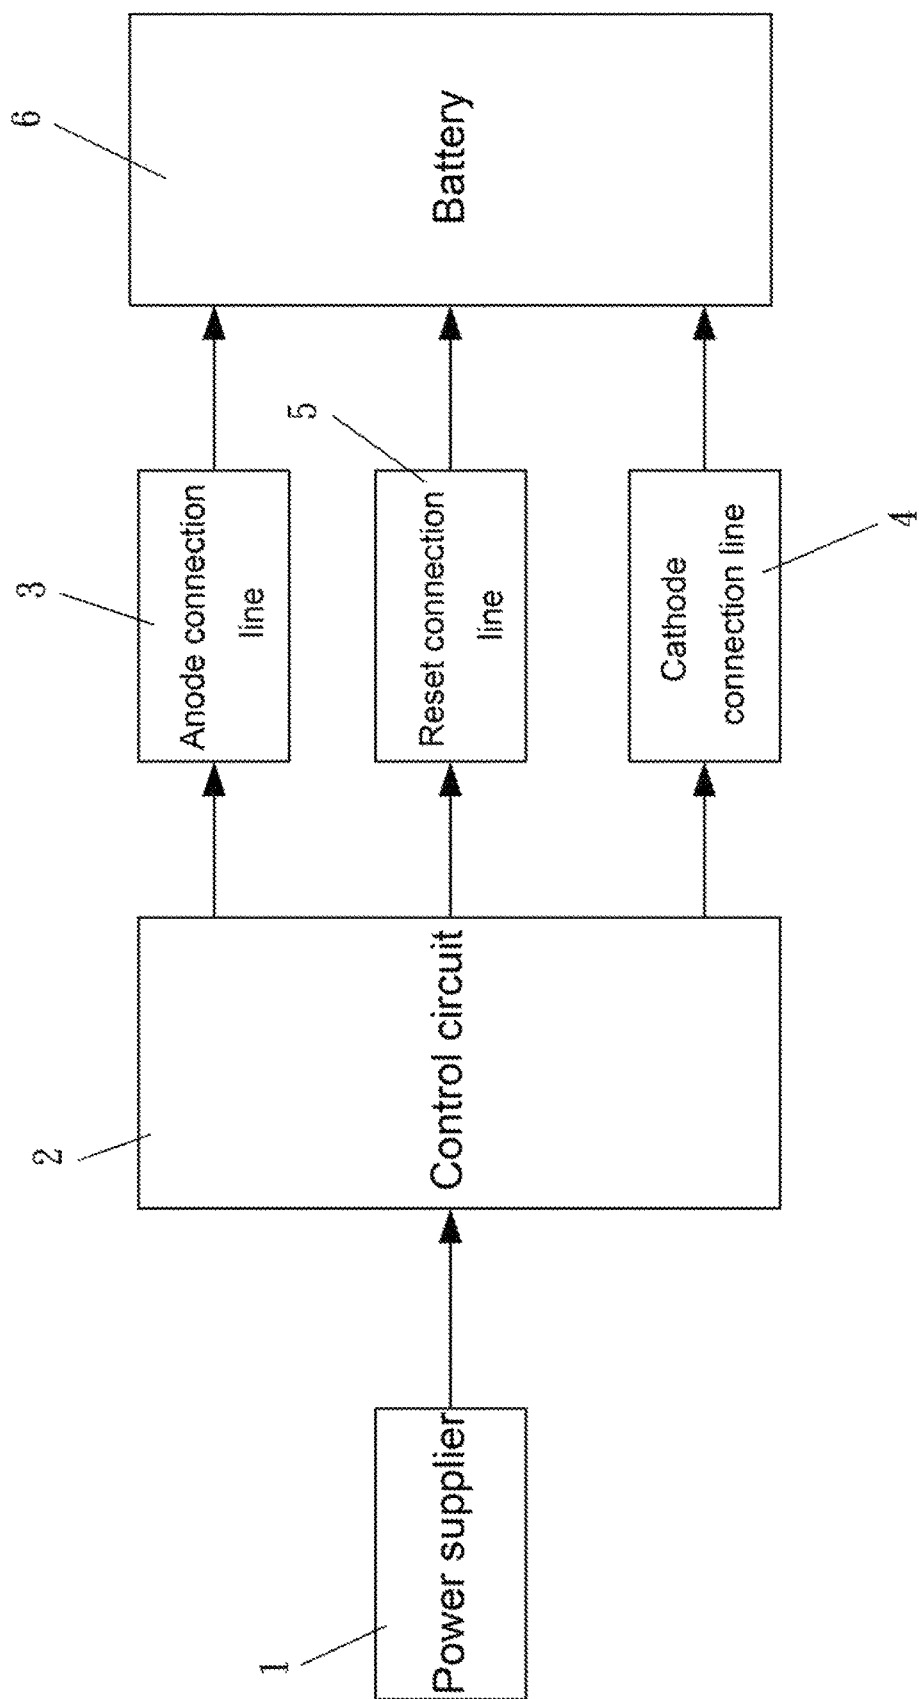 1
Power supplier
2
Control circuit
3
Anode connection
line
5
Reset connection
line
4
Cathode
connection line
6
Battery